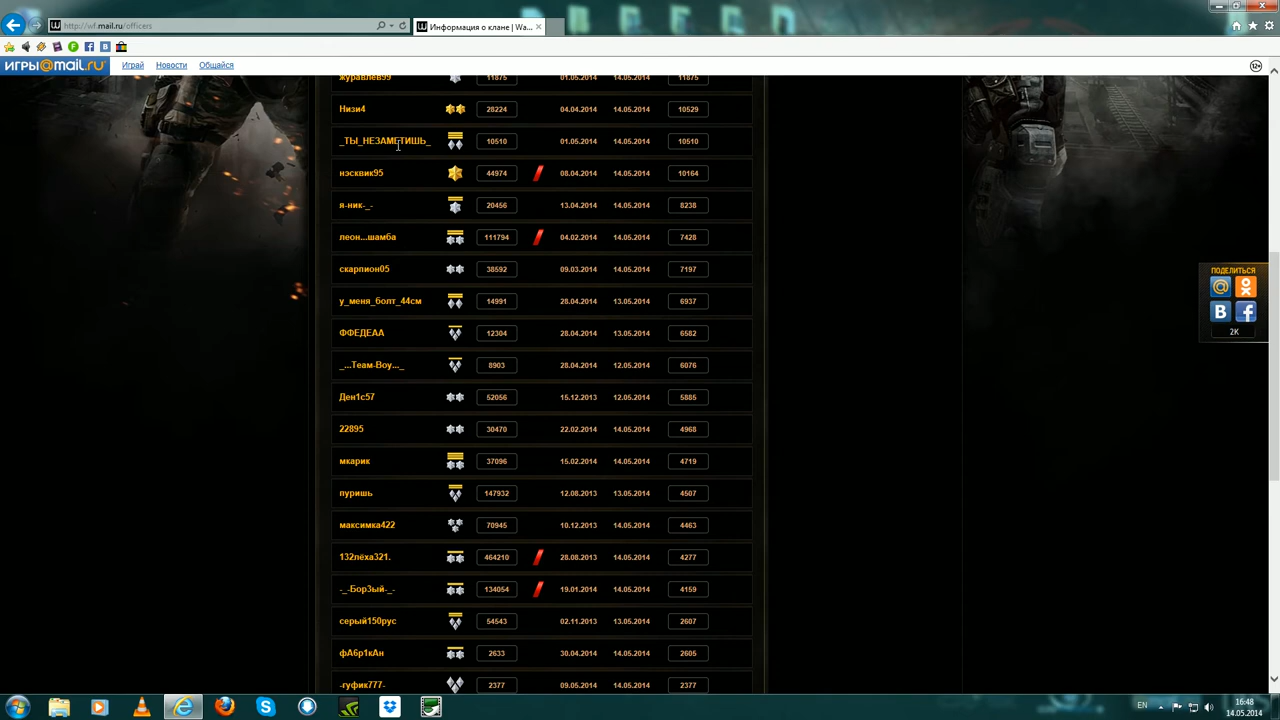 http://wf.mail.ru/officers
Информация о клане | Wa...
игры@mail.ru Играй Новости Общайся 12+
журавлев99 11875 01.05.2014 14.05.2014 11875
Низи4 28224 04.04.2014 14.05.2014 10529
_ТЫ_НЕЗАМЕТИШЬ_ 10510 01.05.2014 14.05.2014 10510
нэсквик95 44974 08.04.2014 14.05.2014 10164
я-ник-_- 20456 13.04.2014 14.05.2014 8238
леон...шамба 111794 04.02.2014 14.05.2014 7428
скарпион05 38592 09.03.2014 14.05.2014 7197
у_меня_болт_44см 14991 28.04.2014 13.05.2014 6937
ФФЕДЕАА 12304 28.04.2014 13.05.2014 6582
_...Team-Boy..._ 8903 28.04.2014 12.05.2014 6076
Ден1с57 52056 15.12.2013 12.05.2014 5885
22895 30470 22.02.2014 14.05.2014 4968
мкарик 37096 15.02.2014 14.05.2014 4719
пуришь 147932 12.08.2013 14.05.2014 4507
максимка422 70945 10.12.2013 14.05.2014 4463
132лёха321. 464210 28.08.2013 14.05.2014 4277
-_-Бор3ый-_- 134054 19.01.2014 14.05.2014 4159
серый150рус 54543 02.11.2013 13.05.2014 2607
фА6р1кАн 2633 30.04.2014 14.05.2014 2605
-гуфик777- 2377 09.05.2014 14.05.2014 2377
ПОДЕЛИТЬСЯ
2K
EN 16:48
14.05.2014